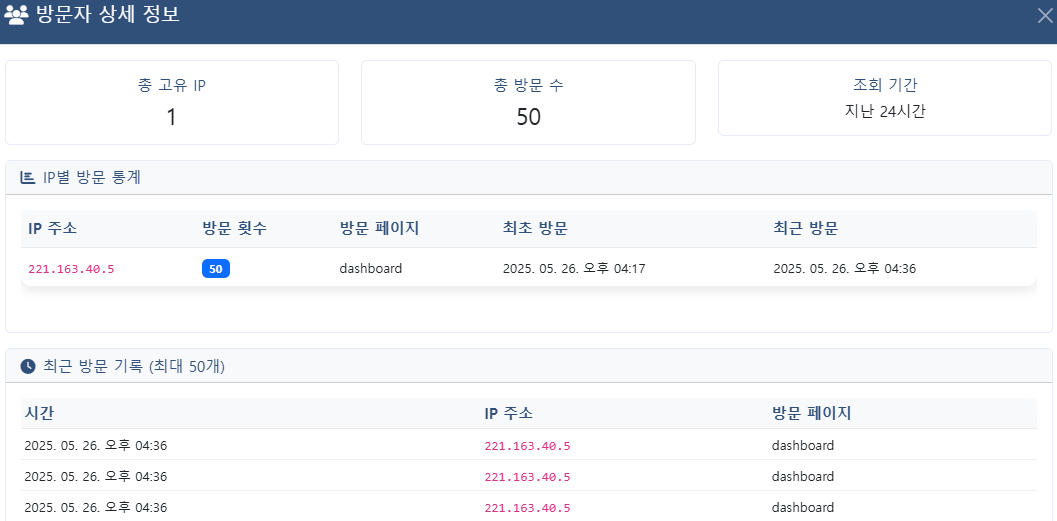 방문자 상세 정보
총 고유 IP
1
총 방문 수
50
조회 기간
지난 24시간
IP별 방문 통계
IP 주소 방문 횟수 방문 페이지 최초 방문 최근 방문
221.163.40.5 50 dashboard 2025. 05. 26. 오후 04:17 2025. 05. 26. 오후 04:36
최근 방문 기록 (최대 50개)
시간 IP 주소 방문 페이지
2025. 05. 26. 오후 04:36 221.163.40.5 dashboard
2025. 05. 26. 오후 04:36 221.163.40.5 dashboard
2025. 05. 26. 오후 04:36 221.163.40.5 dashboard